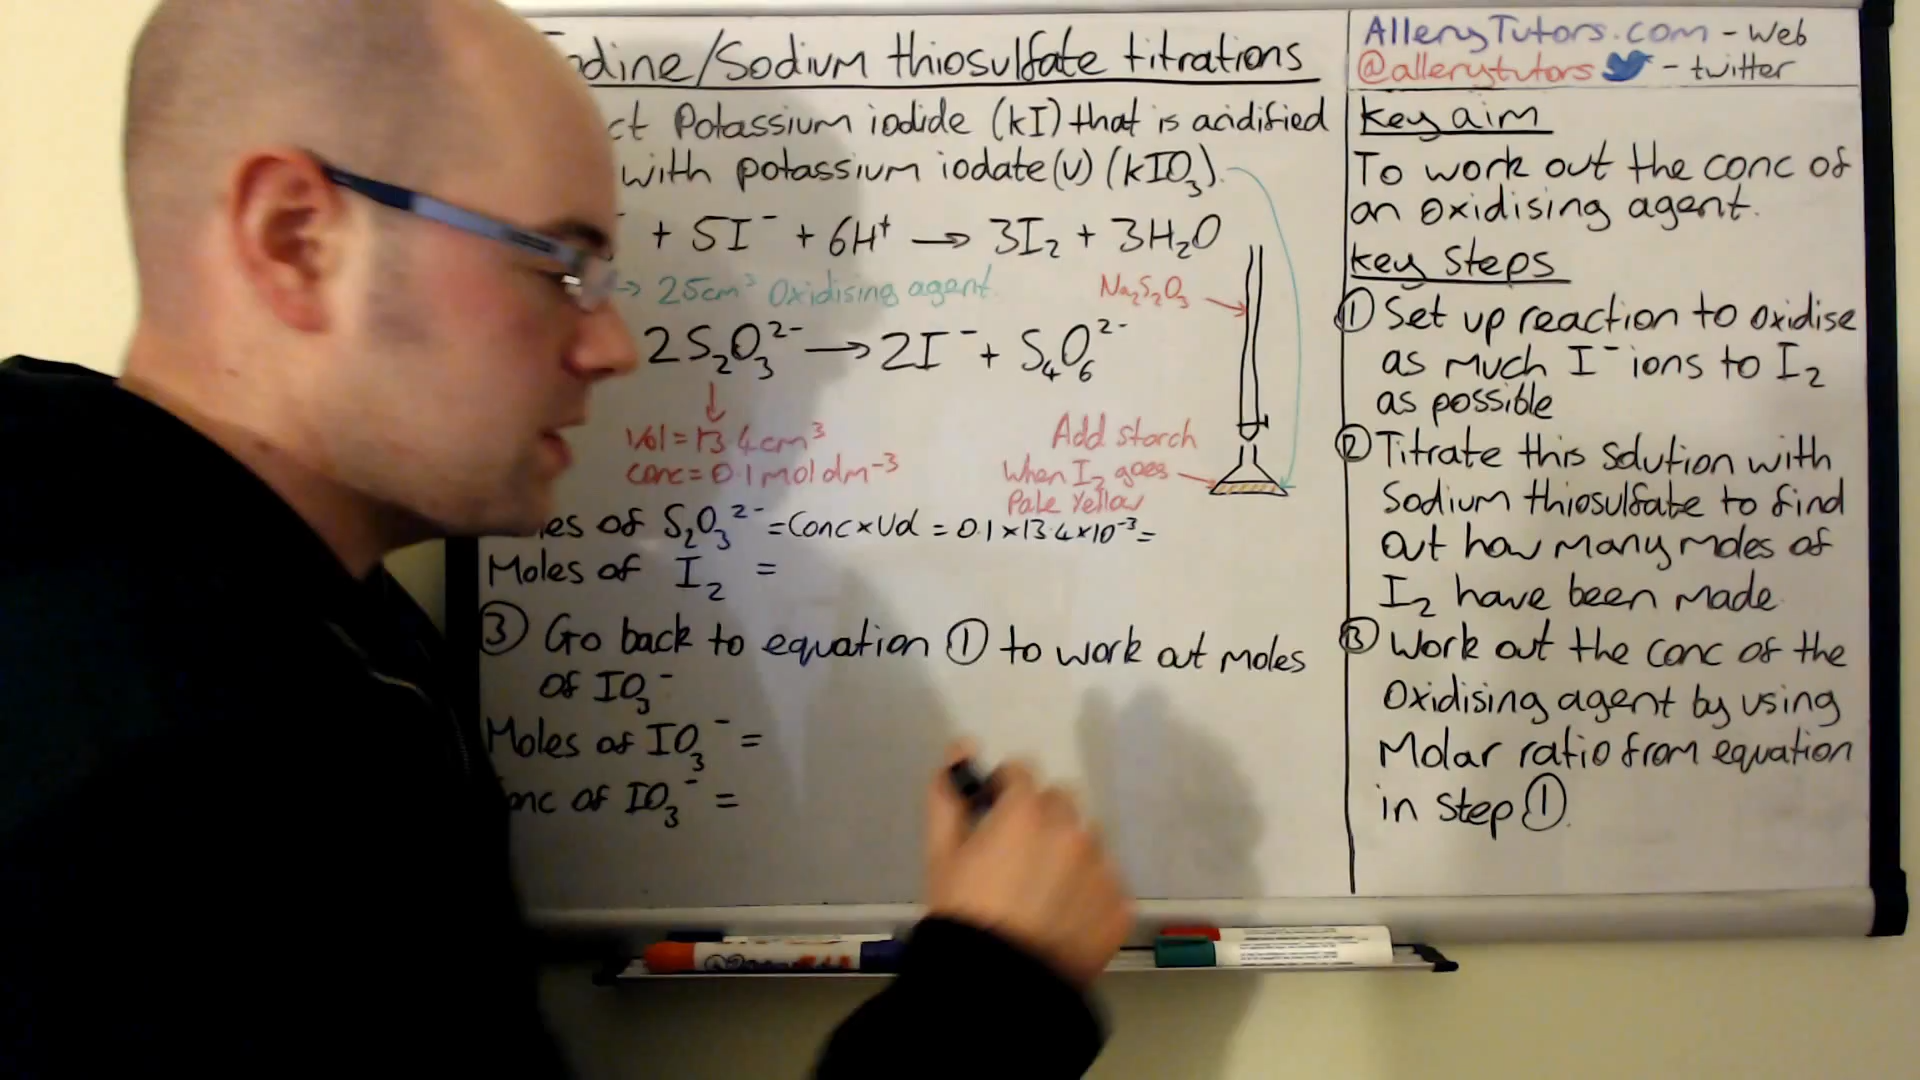 odine/Sodium thiosulfate titrations
ct Potassium iodide (KI) that is acidified
with potassium iodate(V) (KIO₃).
⁻ + 5I⁻ + 6H⁺ → 3I₂ + 3H₂O
→ 25cm³ Oxidising agent.
Na₂S₂O₃
2S₂O₃²⁻ → 2I⁻ + S₄O₆²⁻
Vol = 13.4cm³
conc = 0.1moldm⁻³
Add starch
when I₂ goes
Pale Yellow
es of S₂O₃²⁻ = Conc × Vol = 0.1 × 13.4 × 10⁻³ =
Moles of I₂ =
③ Go back to equation ① to work out moles
of IO₃⁻
Moles of IO₃⁻ =
onc of IO₃⁻ =
AlleryTutors.com - Web
@allerytutors - twitter
Key aim
To work out the conc of
an oxidising agent.
Key Steps
① Set up reaction to oxidise
as much I⁻ ions to I₂
as possible
② Titrate this solution with
Sodium thiosulfate to find
out how many moles of
I₂ have been made
③ Work out the conc of the
Oxidising agent by using
Molar ratio from equation
in Step ①.